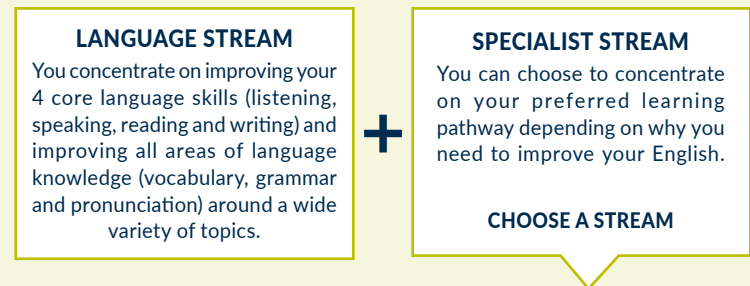 LANGUAGE STREAM
You concentrate on improving your
4 core language skills (listening,
speaking, reading and writing) and
improving all areas of language
knowledge (vocabulary, grammar
and pronunciation) around a wide
variety of topics.
+
SPECIALIST STREAM
You can choose to concentrate
on your preferred learning
pathway depending on why you
need to improve your English.
CHOOSE A STREAM